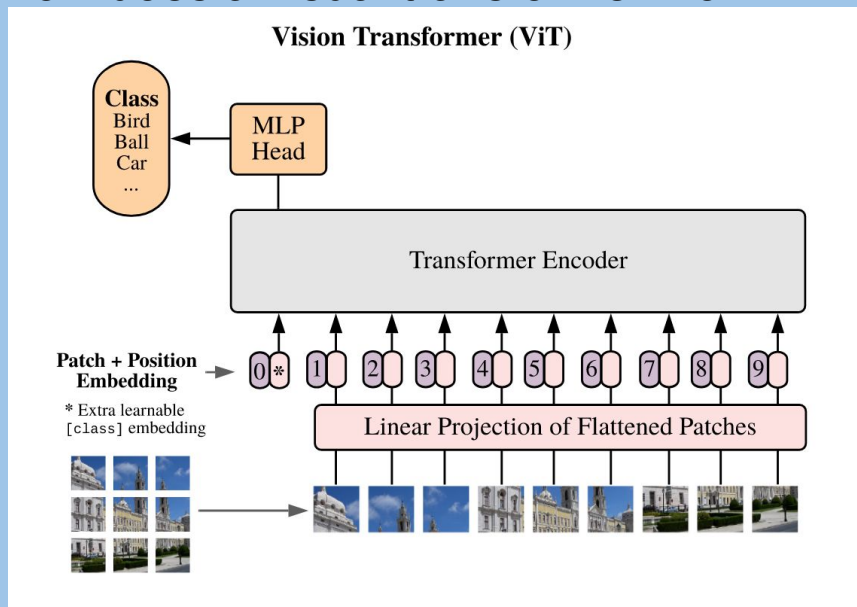 Vision Transformer (ViT)
Class
Bird
Ball
Car
...
MLP
Head
Transformer Encoder
Patch + Position
Embedding
0 * 1 2 3 4 5 6 7 8 9
* Extra learnable
[class] embedding
Linear Projection of Flattened Patches